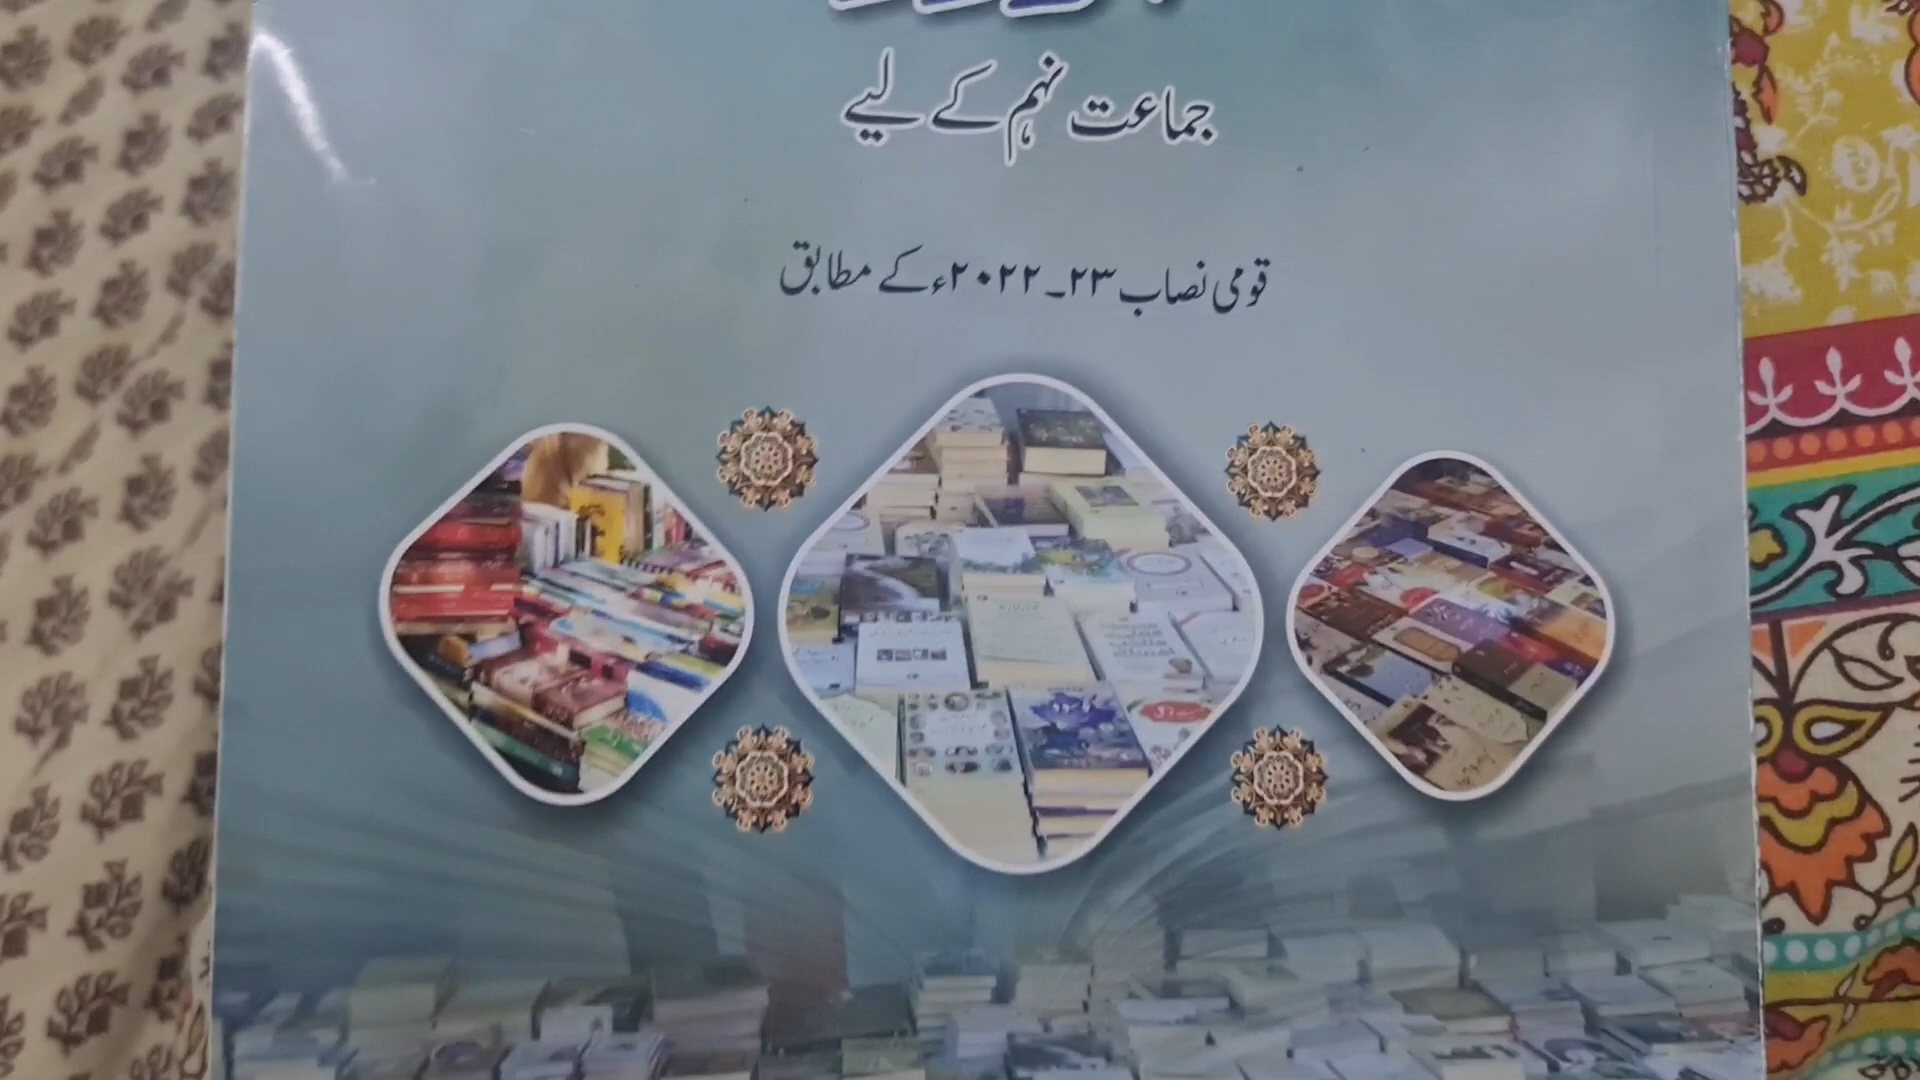 جماعت نہم کے لیے
قومی نصاب ۲۳۔۲۰۲۲ء کے مطابق